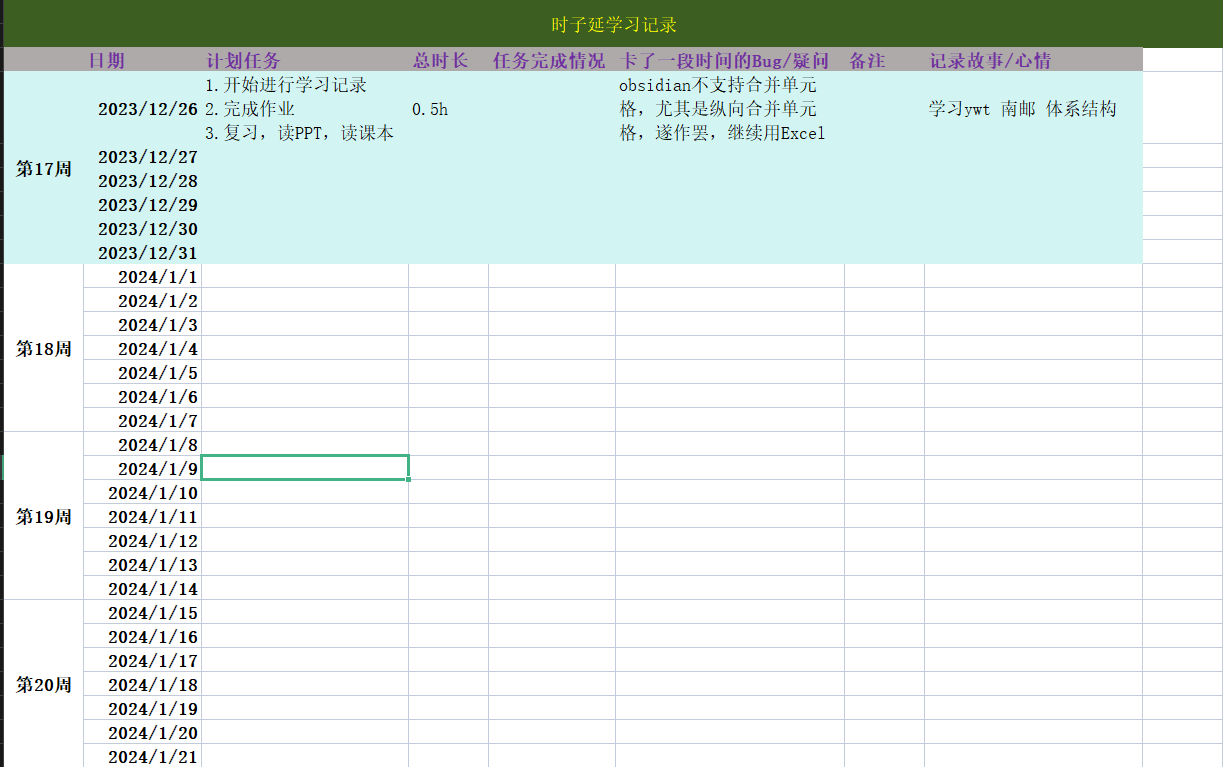 时子延学习记录
日期 计划任务 总时长 任务完成情况 卡了一段时间的Bug/疑问 备注 记录故事/心情
1.开始进行学习记录 obsidian不支持合并单元
2023/12/26 2.完成作业 0.5h 格，尤其是纵向合并单元 学习ywt 南邮 体系结构
3.复习，读PPT，读课本 格，遂作罢，继续用Excel
2023/12/27
第17周
2023/12/28
2023/12/29
2023/12/30
2023/12/31
2024/1/1
2024/1/2
2024/1/3
第18周 2024/1/4
2024/1/5
2024/1/6
2024/1/7
2024/1/8
2024/1/9
2024/1/10
第19周 2024/1/11
2024/1/12
2024/1/13
2024/1/14
2024/1/15
2024/1/16
2024/1/17
第20周 2024/1/18
2024/1/19
2024/1/20
2024/1/21